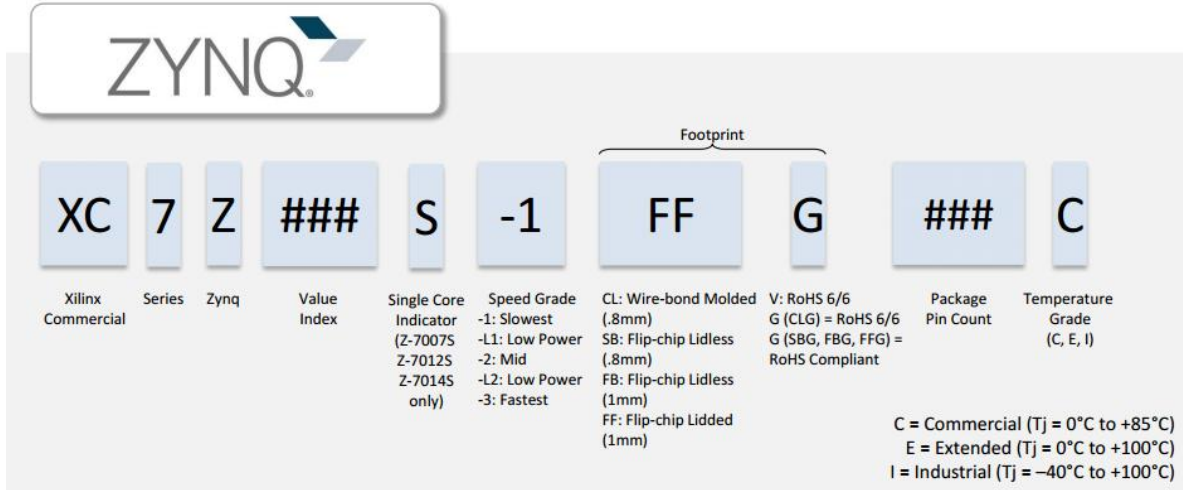 ZYNQ®
Footprint
XC 7 Z ### S -1 FF G ### C
Xilinx
Commercial
Series
Zynq
Value
Index
Single Core
Indicator
(Z-7007S
Z-7012S
Z-7014S
only)
Speed Grade
-1: Slowest
-L1: Low Power
-2: Mid
-L2: Low Power
-3: Fastest
CL: Wire-bond Molded
(.8mm)
SB: Flip-chip Lidless
(.8mm)
FB: Flip-chip Lidless
(1mm)
FF: Flip-chip Lidded
(1mm)
V: RoHS 6/6
G (CLG) = RoHS 6/6
G (SBG, FBG, FFG) =
RoHS Compliant
Package
Pin Count
Temperature
Grade
(C, E, I)
C = Commercial (Tj = 0°C to +85°C)
E = Extended (Tj = 0°C to +100°C)
I = Industrial (Tj = –40°C to +100°C)